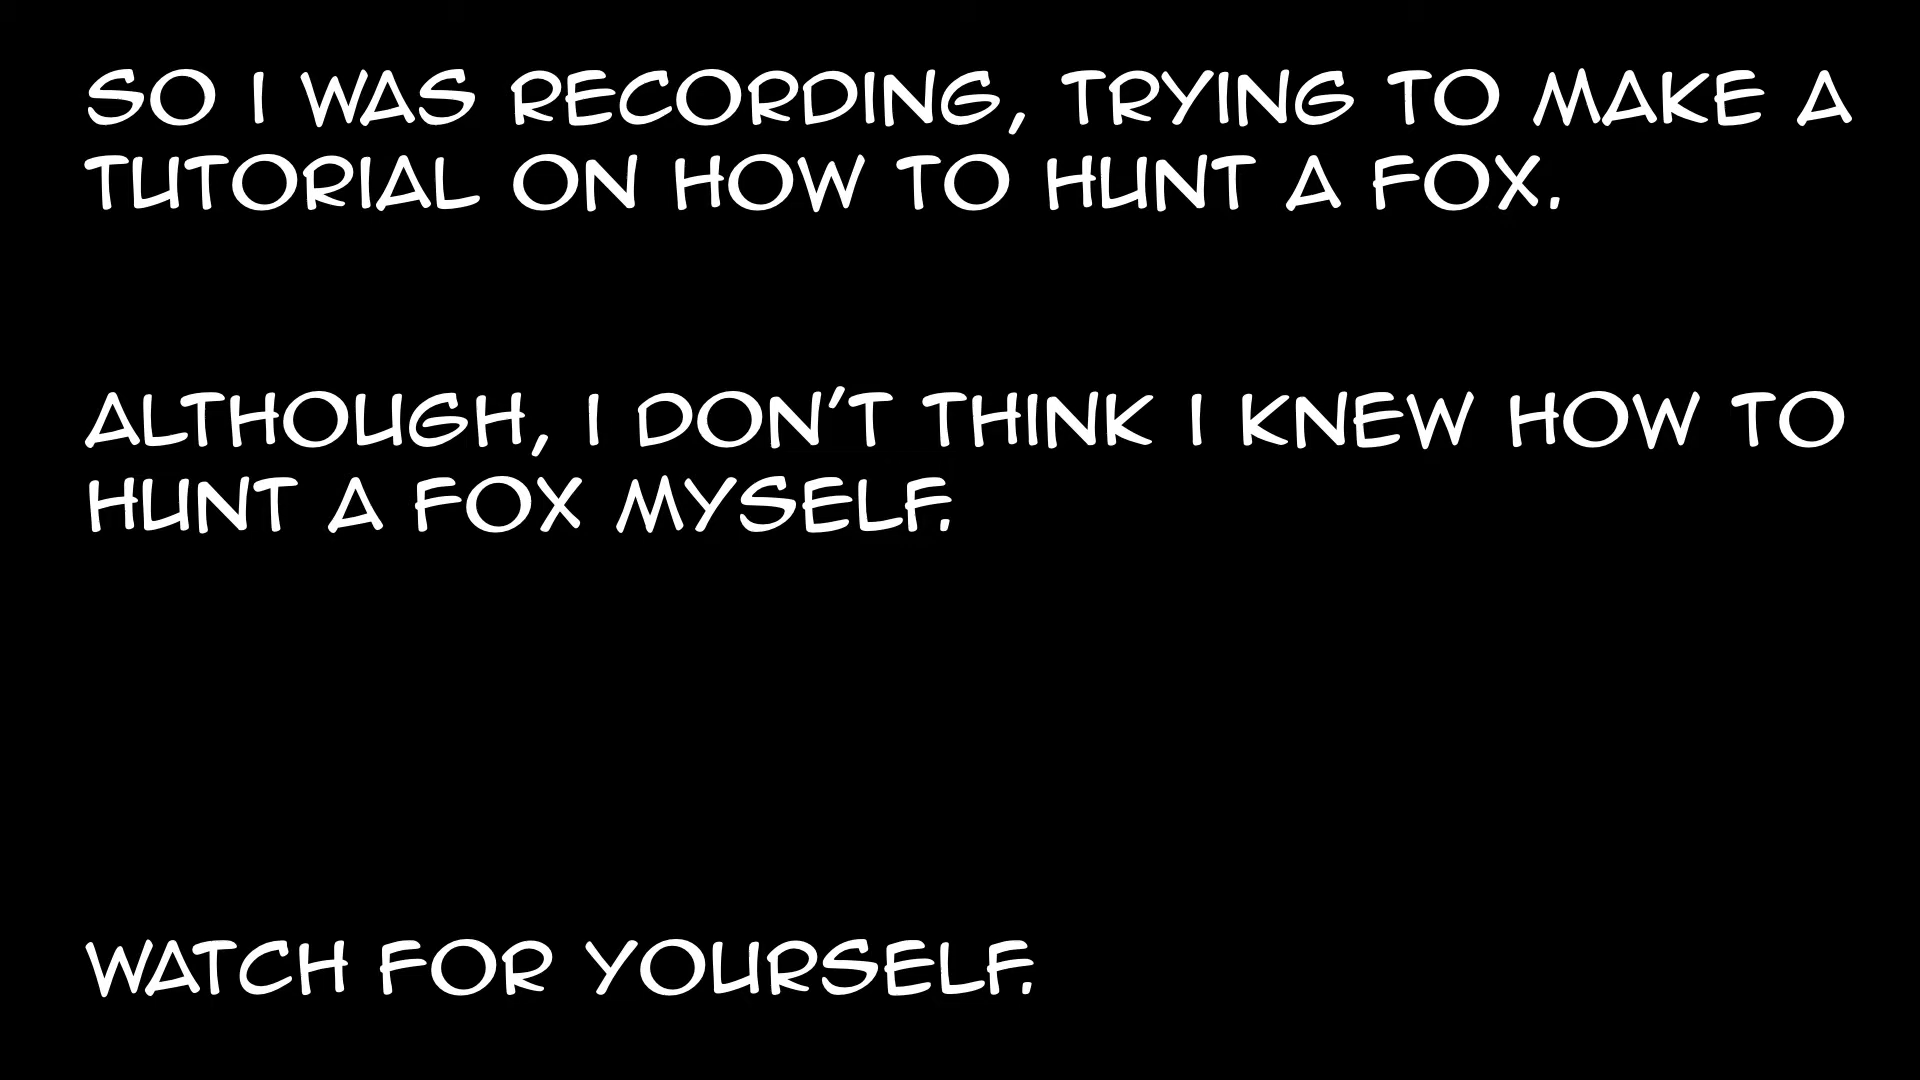 SO I WAS RECORDING, TRYING TO MAKE A
TUTORIAL ON HOW TO HUNT A FOX.
ALTHOUGH, I DON'T THINK I KNEW HOW TO
HUNT A FOX MYSELF.
WATCH FOR YOURSELF.